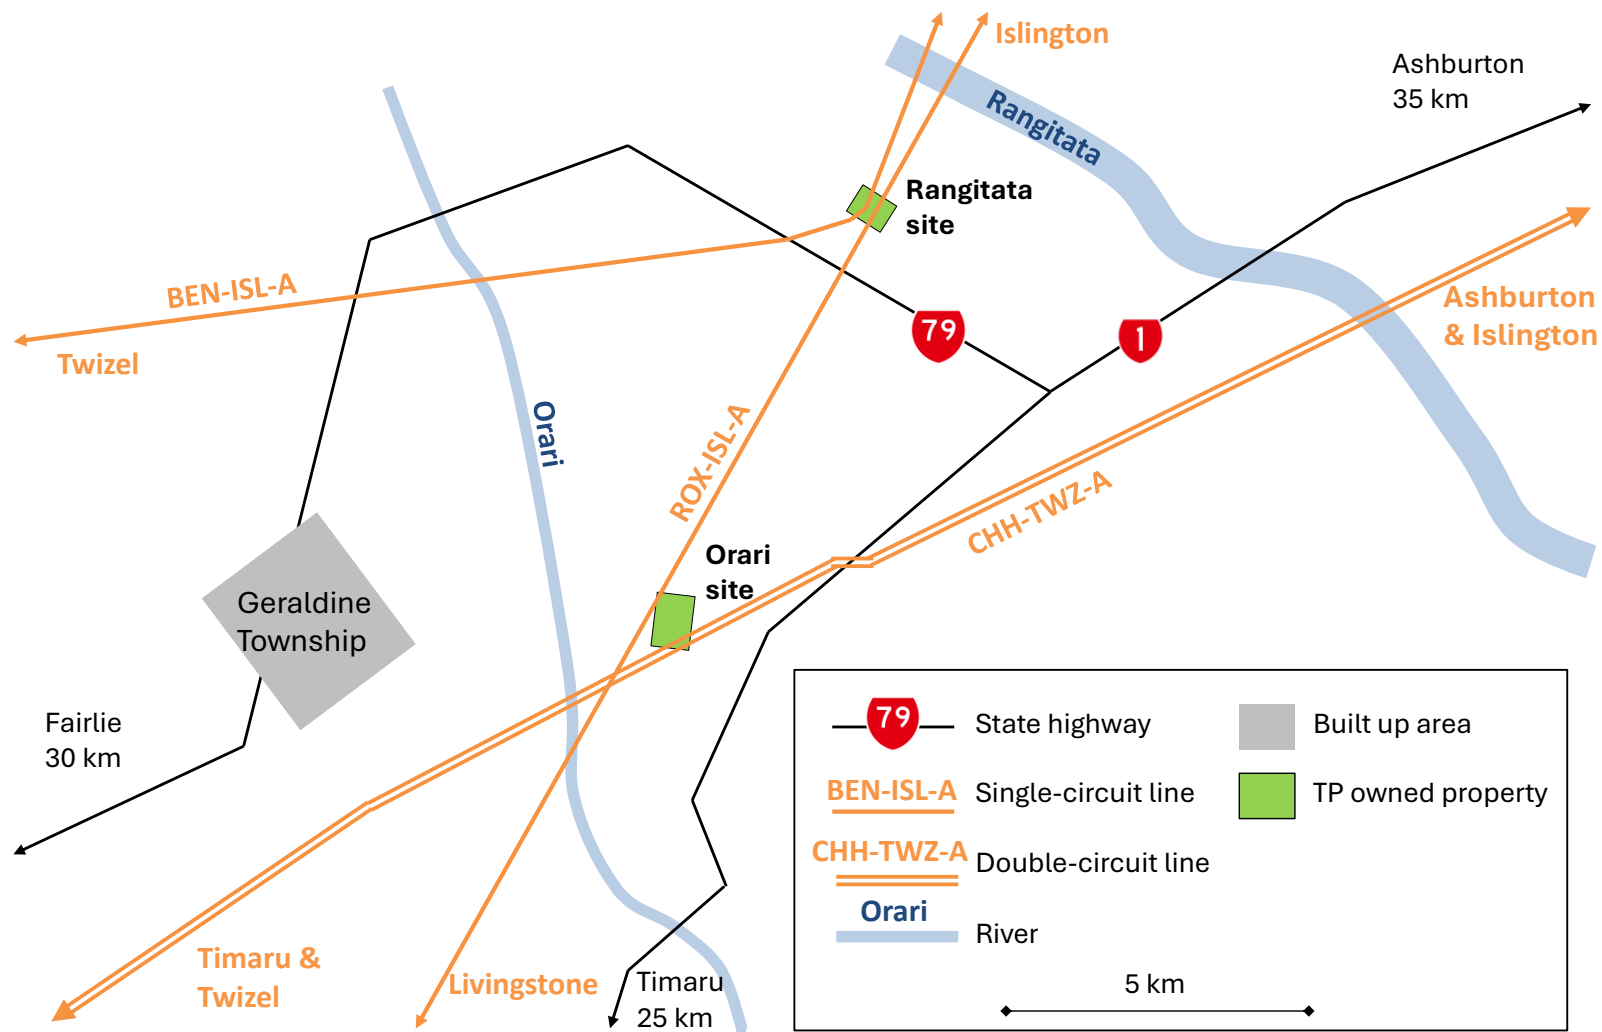 Islington
Ashburton
35 km
Rangitata
Rangitata
site
BEN-ISL-A
Twizel
79
1
Ashburton
& Islington
Orari
ROX-ISL-A
CHH-TWZ-A
Orari
site
Geraldine
Township
Fairlie
30 km
Timaru &
Twizel
Livingstone
Timaru
25 km
79
State highway
Built up area
BEN-ISL-A
Single-circuit line
TP owned property
CHH-TWZ-A
Double-circuit line
Orari
River
5 km